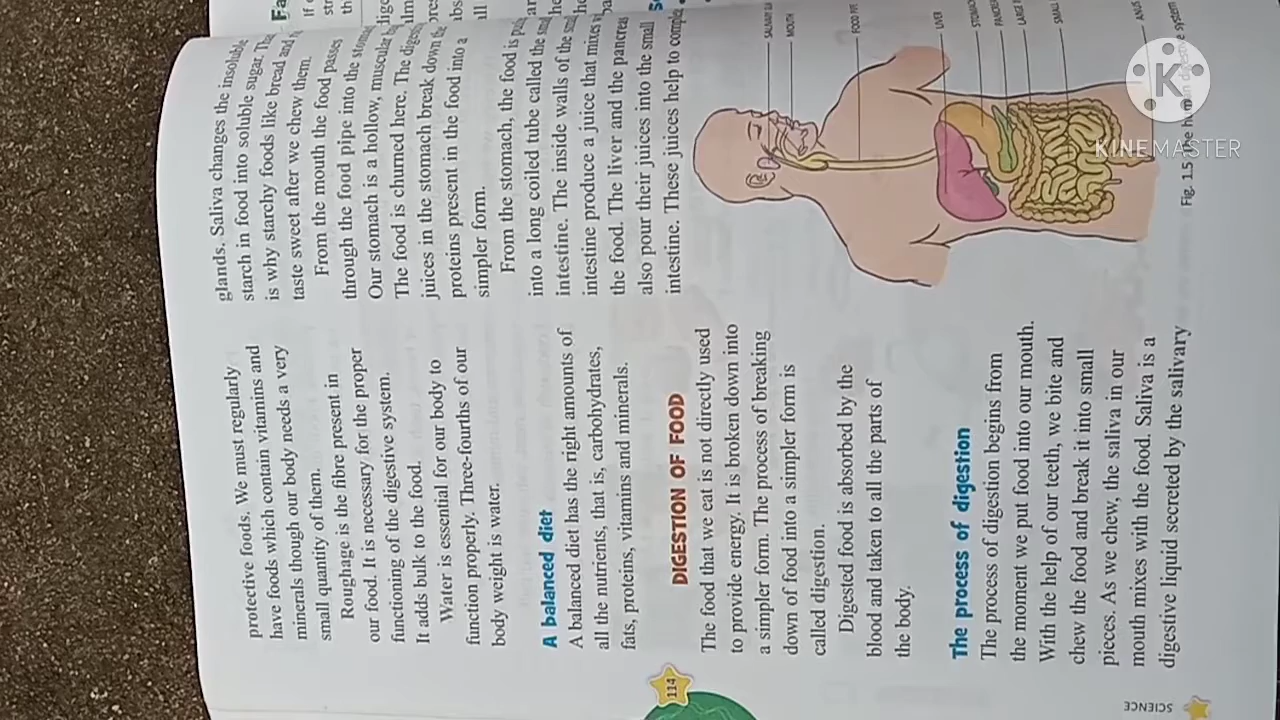 protective foods. We must regularly
have foods which contain vitamins and
minerals though our body needs a very
small quantity of them.
Roughage is the fibre present in
our food. It is necessary for the proper
functioning of the digestive system.
It adds bulk to the food.
Water is essential for our body to
function properly. Three-fourths of our
body weight is water.
A balanced diet
A balanced diet has the right amounts of
all the nutrients, that is, carbohydrates,
fats, proteins, vitamins and minerals.
DIGESTION OF FOOD
The food that we eat is not directly used
to provide energy. It is broken down into
a simpler form. The process of breaking
down of food into a simpler form is
called digestion.
Digested food is absorbed by the
blood and taken to all the parts of
the body.
The process of digestion
The process of digestion begins from
the moment we put food into our mouth.
With the help of our teeth, we bite and
chew the food and break it into small
pieces. As we chew, the saliva in our
mouth mixes with the food. Saliva is a
digestive liquid secreted by the salivary
glands. Saliva changes the insoluble
starch in food into soluble sugar.
is why starchy foods like bread and
taste sweet after we chew them.
From the mouth the food passes
through the food pipe into the
Our stomach is a hollow, muscular
The food is churned here. The
juices in the stomach break down
proteins present in the food into a
simpler form.
From the stomach, the food is
into a long coiled tube called the
intestine. The inside walls of the
intestine produce a juice that mixes
the food. The liver and the pancreas
also pour their juices into the small
intestine. These juices help to
MOUTH
FOOD
LIVER
SMALL
ANUS
Fig. 1.5 The human digestive system
114
SCIENCE
K
KINEMASTER